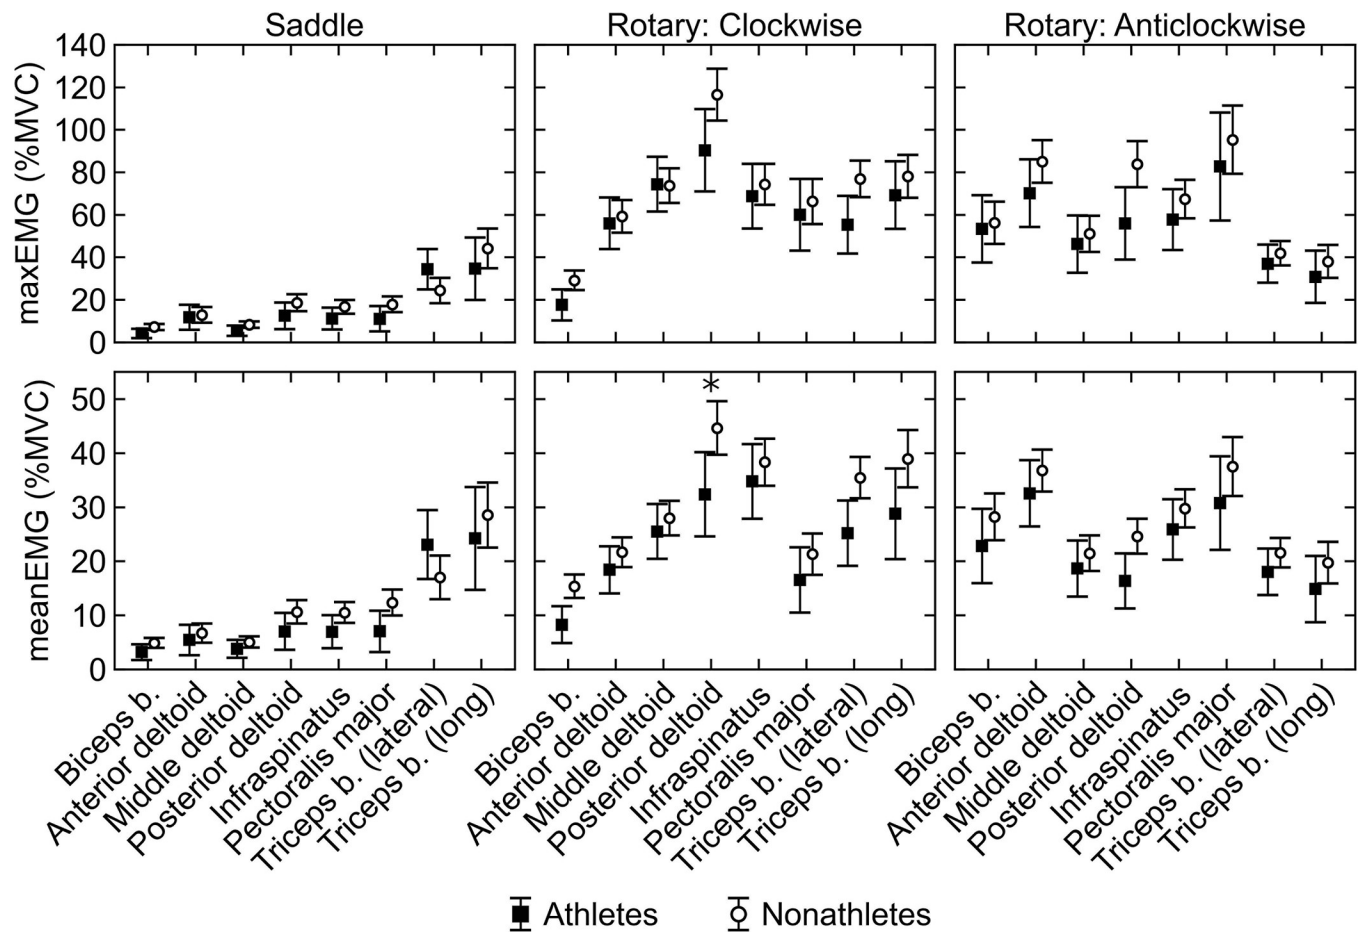 Saddle
Rotary: Clockwise
Rotary: Anticlockwise
maxEMG (%MVC)
140
120
100
80
60
40
20
0
meanEMG (%MVC)
50
40
30
20
10
0
*
Biceps b.
Anterior deltoid
Middle deltoid
Posterior deltoid
Infraspinatus
Pectoralis major
Triceps b. (lateral)
Triceps b. (long)
Biceps b.
Anterior deltoid
Middle deltoid
Posterior deltoid
Infraspinatus
Pectoralis major
Triceps b. (lateral)
Triceps b. (long)
Biceps b.
Anterior deltoid
Middle deltoid
Posterior deltoid
Infraspinatus
Pectoralis major
Triceps b. (lateral)
Triceps b. (long)
Athletes
Nonathletes